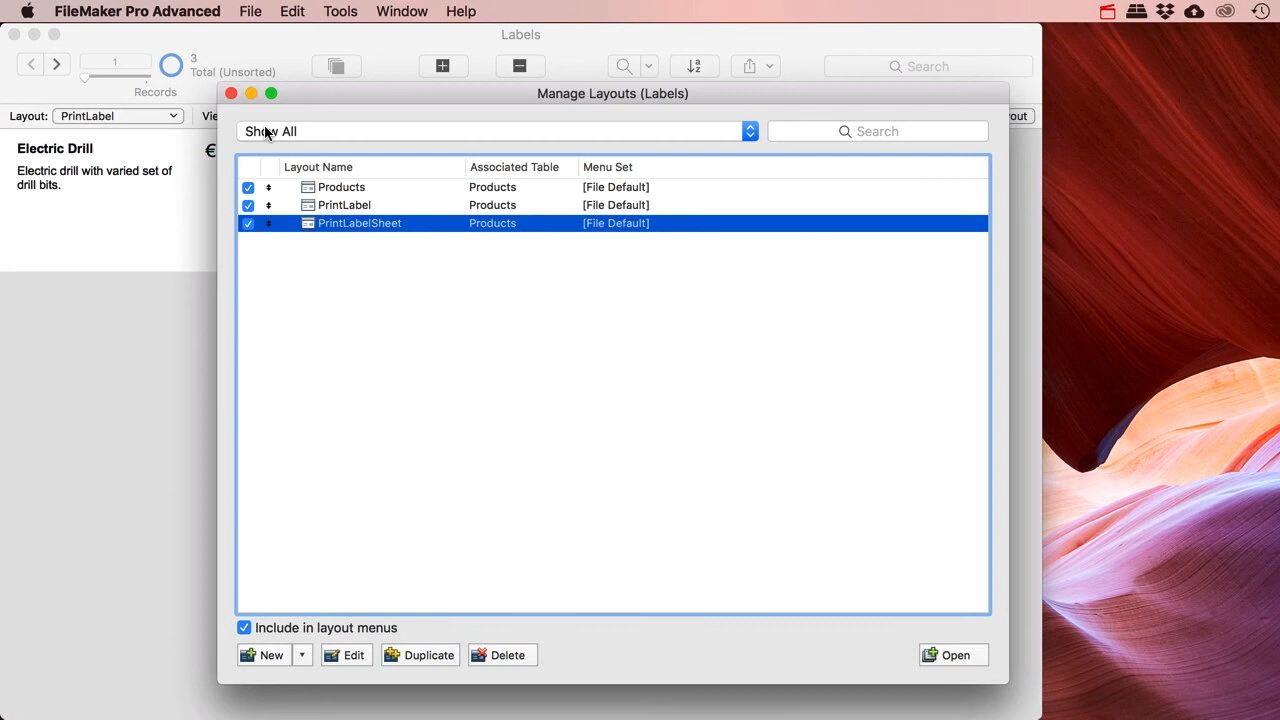 FileMaker Pro Advanced File Edit Tools Window Help
Labels
1
3
Total (Unsorted)
Records
Search
Layout: PrintLabel
Electric Drill
€
Electric drill with varied set of
drill bits.
Manage Layouts (Labels)
Show All
Search
Layout Name Associated Table Menu Set
Products Products [File Default]
PrintLabel Products [File Default]
PrintLabelSheet Products [File Default]
Include in layout menus
New Edit Duplicate Delete Open